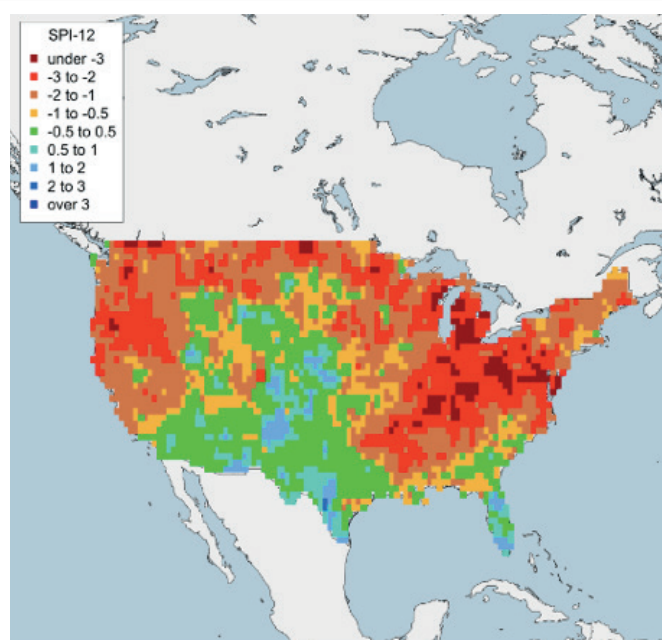 SPI-12
under -3
-3 to -2
-2 to -1
-1 to -0.5
-0.5 to 0.5
0.5 to 1
1 to 2
2 to 3
over 3